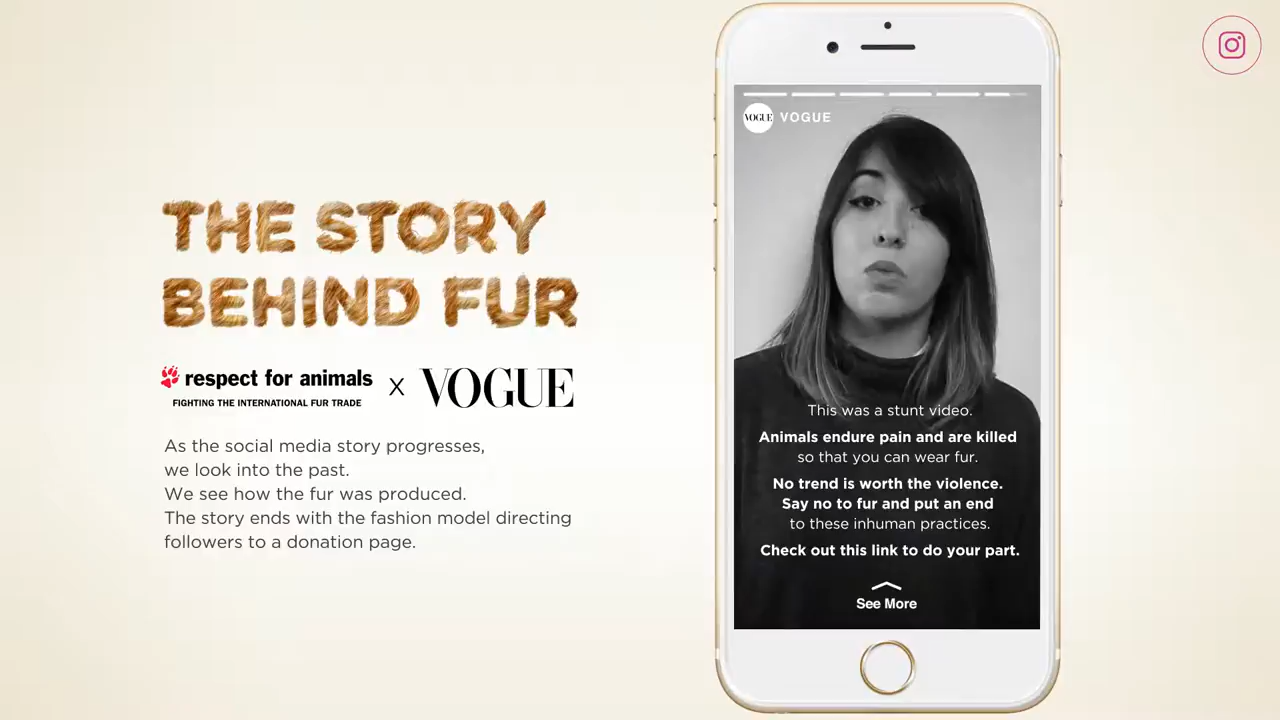 THE STORY
BEHIND FUR
respect for animals
FIGHTING THE INTERNATIONAL FUR TRADE
X
VOGUE
As the social media story progresses,
we look into the past.
We see how the fur was produced.
The story ends with the fashion model directing
followers to a donation page.
VOGUE VOGUE
This was a stunt video.
Animals endure pain and are killed
so that you can wear fur.
No trend is worth the violence.
Say no to fur and put an end
to these inhuman practices.
Check out this link to do your part.
See More